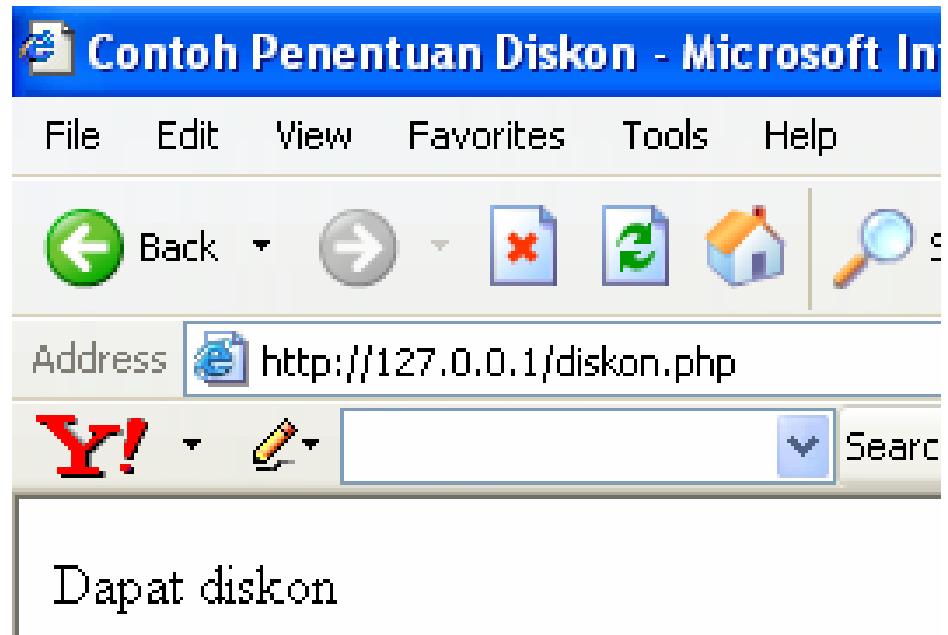 Contoh Penentuan Diskon - Microsoft In
File Edit View Favorites Tools Help
Back S
Address http://127.0.0.1/diskon.php
Y! Searc
Dapat diskon